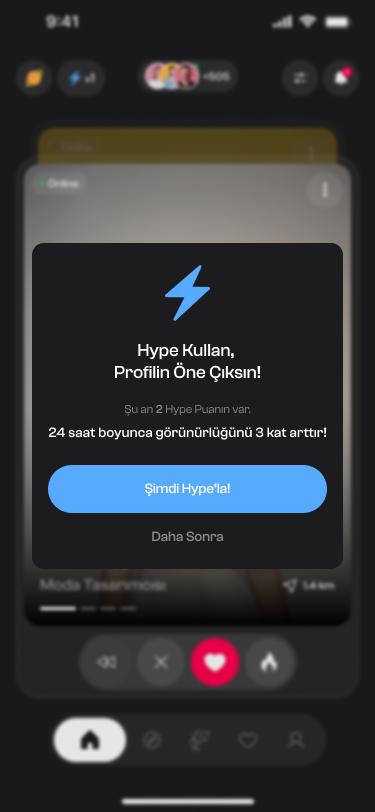 9:41
x1
+505
Online
Online
Hype Kullan,
Profilin Öne Çıksın!
Şu an 2 Hype Puanın var.
24 saat boyunca görünürlüğünü 3 kat arttır!
Şimdi Hype'la!
Daha Sonra
Moda Tasarımcısı
1.4 km